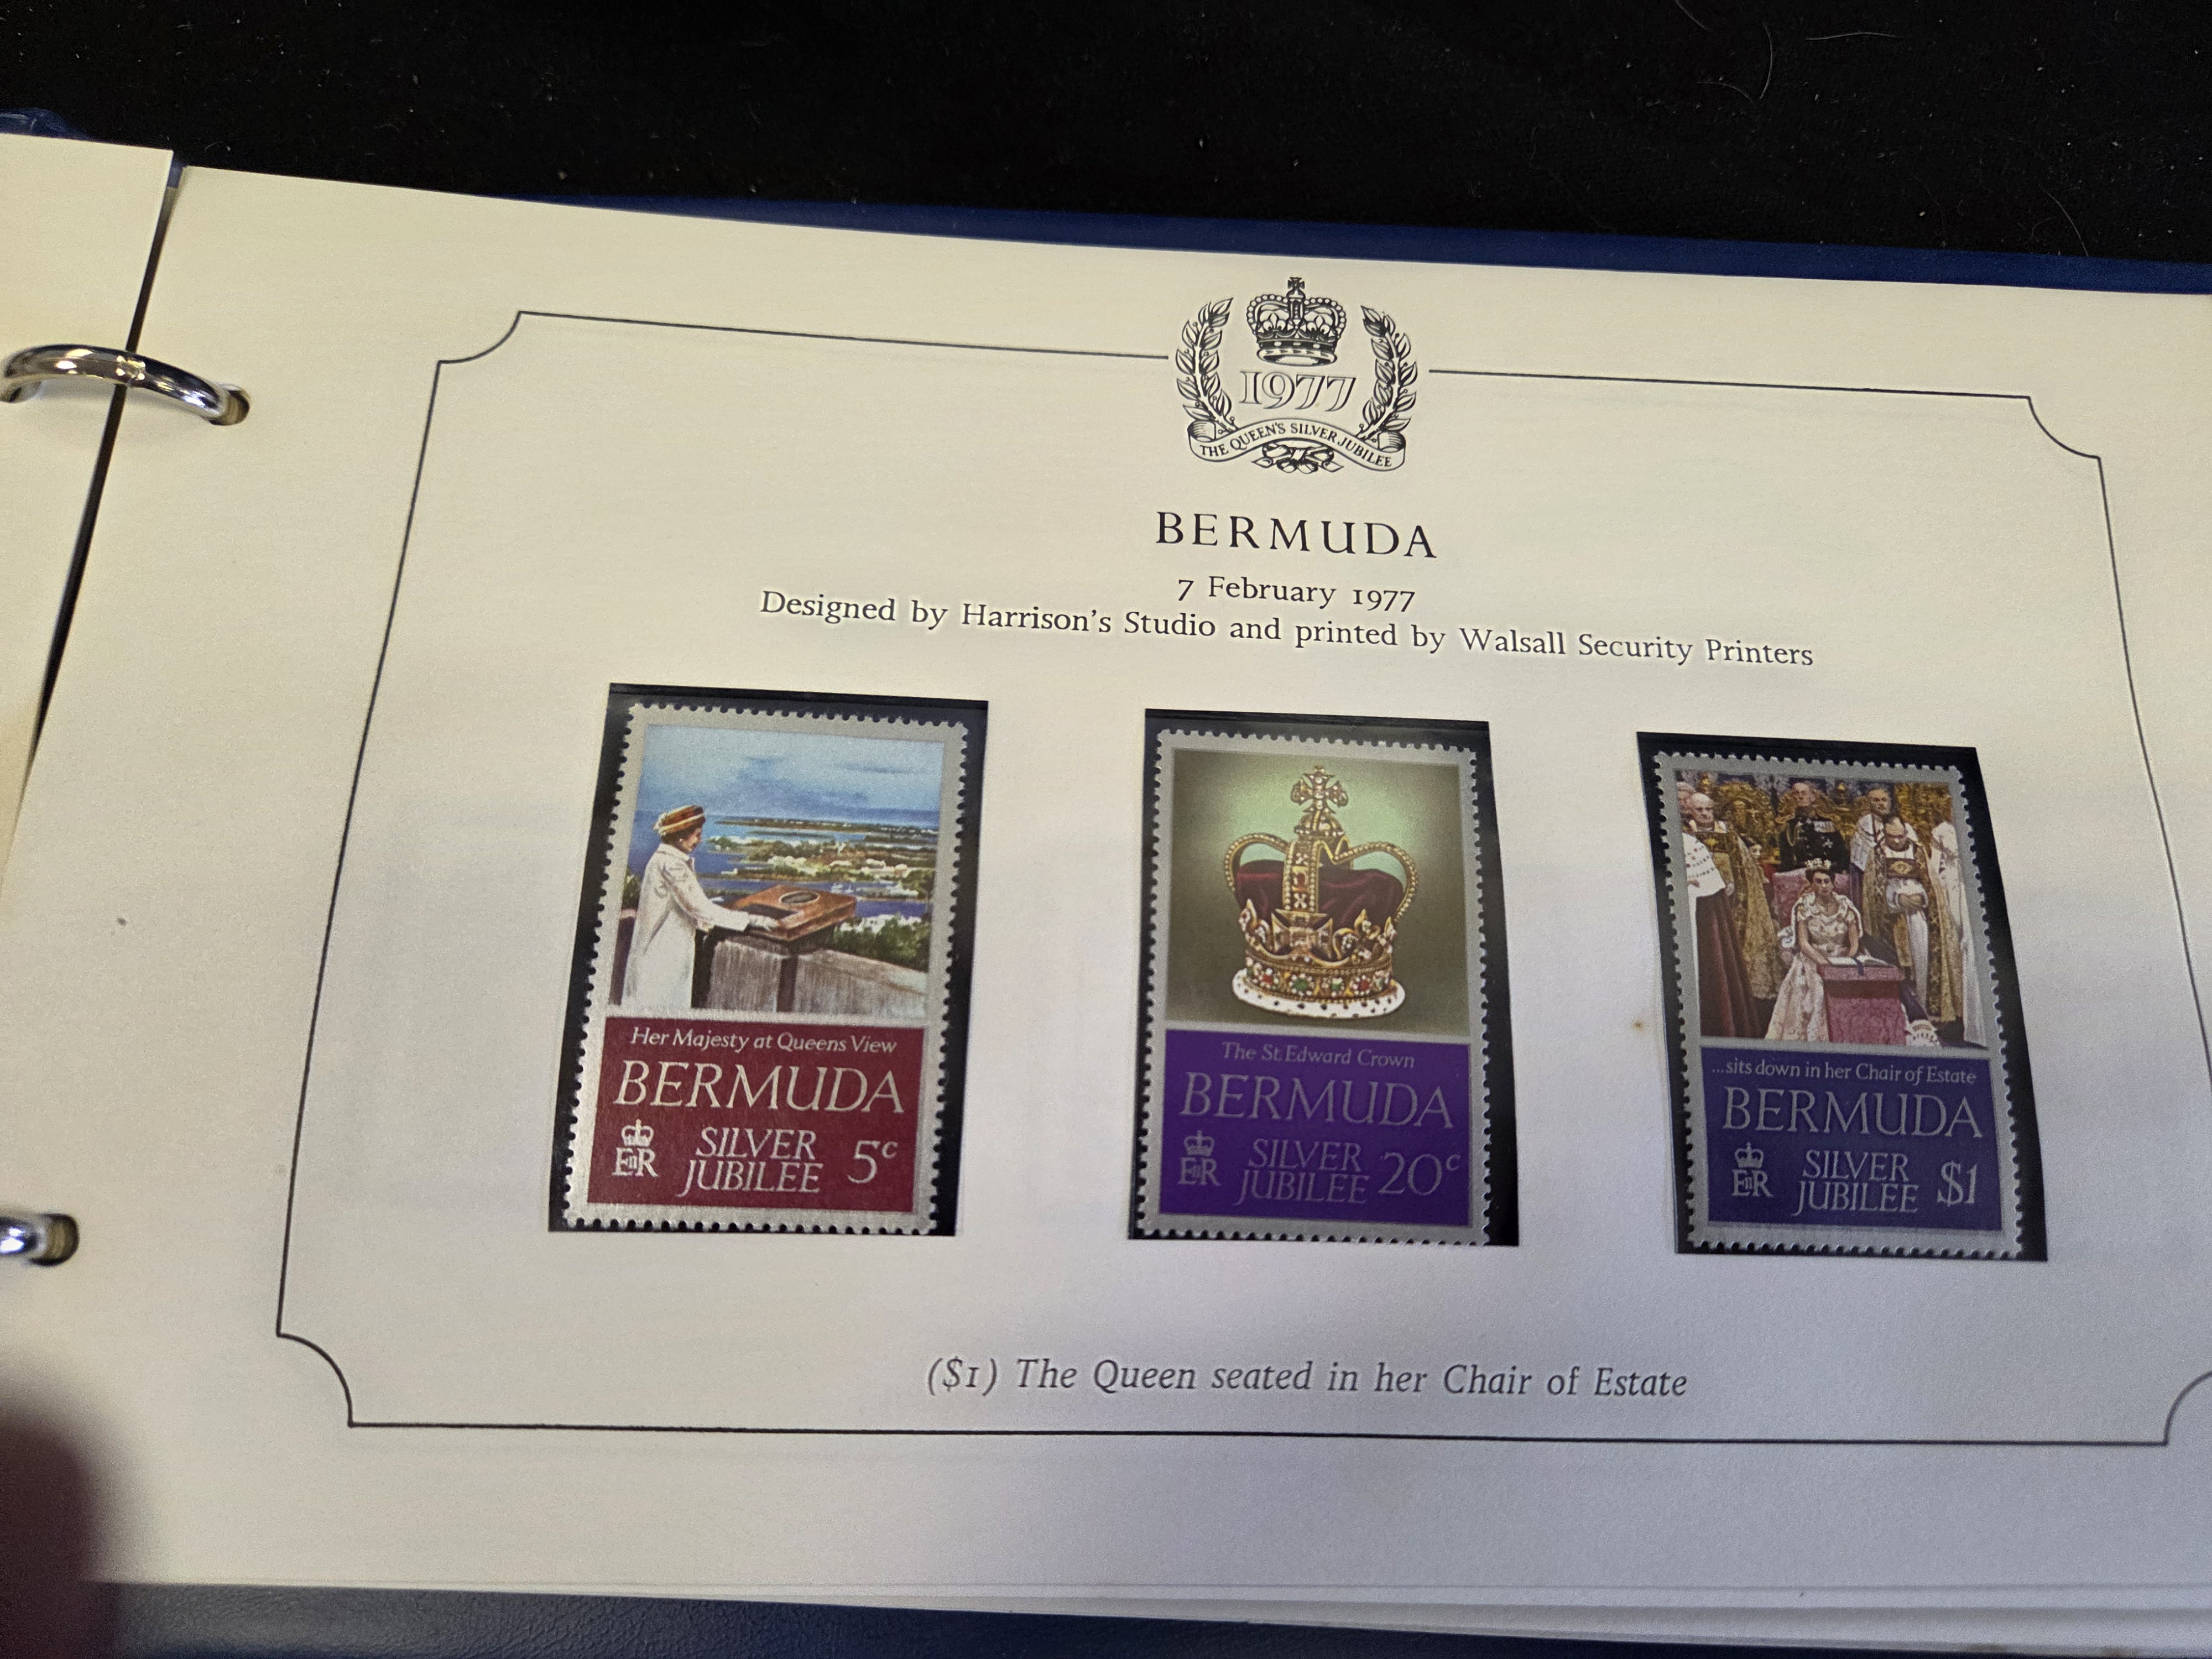 1977
THE QUEEN'S SILVER JUBILEE
BERMUDA
7 February 1977
Designed by Harrison's Studio and printed by Walsall Security Printers
Her Majesty at Queens View
BERMUDA
EIIR
SILVER
JUBILEE
5c
The St. Edward Crown
BERMUDA
EIIR
SILVER
JUBILEE
20c
...sits down in her Chair of Estate
BERMUDA
EIIR
SILVER
JUBILEE
$1
($1) The Queen seated in her Chair of Estate